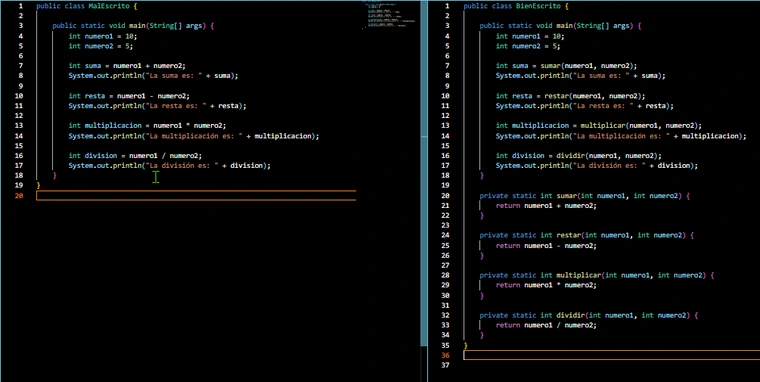 1 public class MalEscrito {
2
3 public static void main(String[] args) {
4 int numero1 = 10;
5 int numero2 = 5;
6
7 int suma = numero1 + numero2;
8 System.out.println("La suma es: " + suma);
9
10 int resta = numero1 - numero2;
11 System.out.println("La resta es: " + resta);
12
13 int multiplicacion = numero1 * numero2;
14 System.out.println("La multiplicación es: " + multiplicacion);
15
16 int division = numero1 / numero2;
17 System.out.println("La división es: " + division);
18 }
19 }
20
1 public class BienEscrito {
2
3 public static void main(String[] args) {
4 int numero1 = 10;
5 int numero2 = 5;
6
7 int suma = sumar(numero1, numero2);
8 System.out.println("La suma es: " + suma);
9
10 int resta = restar(numero1, numero2);
11 System.out.println("La resta es: " + resta);
12
13 int multiplicacion = multiplicar(numero1, numero2);
14 System.out.println("La multiplicación es: " + multiplicacion);
15
16 int division = dividir(numero1, numero2);
17 System.out.println("La división es: " + division);
18 }
19
20 private static int sumar(int numero1, int numero2) {
21 return numero1 + numero2;
22 }
23
24 private static int restar(int numero1, int numero2) {
25 return numero1 - numero2;
26 }
27
28 private static int multiplicar(int numero1, int numero2) {
29 return numero1 * numero2;
30 }
31
32 private static int dividir(int numero1, int numero2) {
33 return numero1 / numero2;
34 }
35 }
36
37